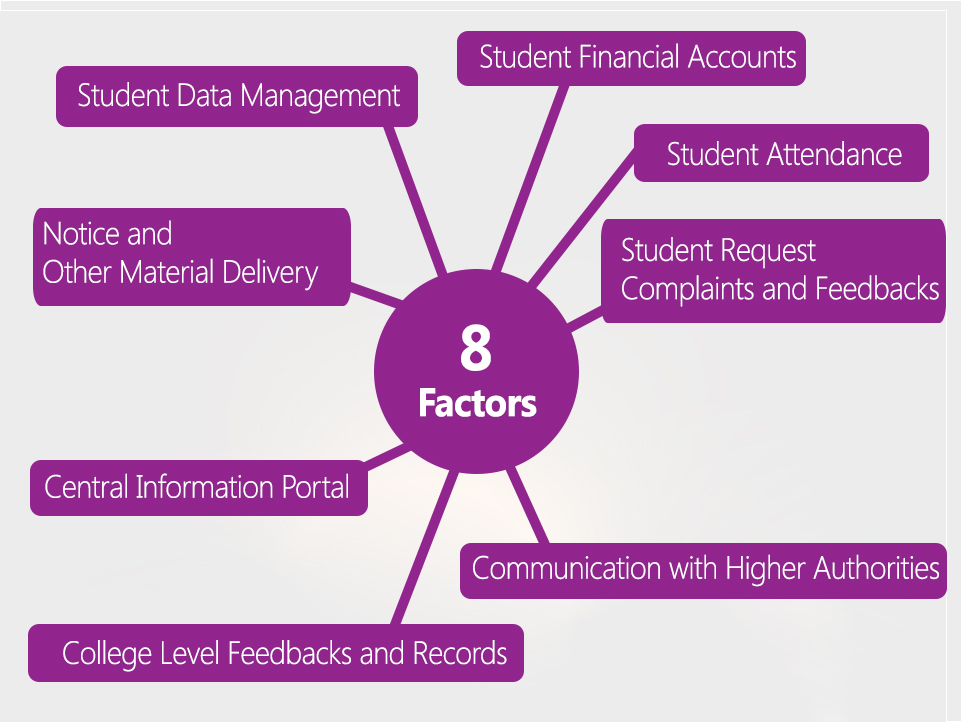 Student Financial Accounts
Student Data Management
Student Attendance
Notice and
Other Material Delivery
Student Request
Complaints and Feedbacks
8
Factors
Central Information Portal
Communication with Higher Authorities
College Level Feedbacks and Records